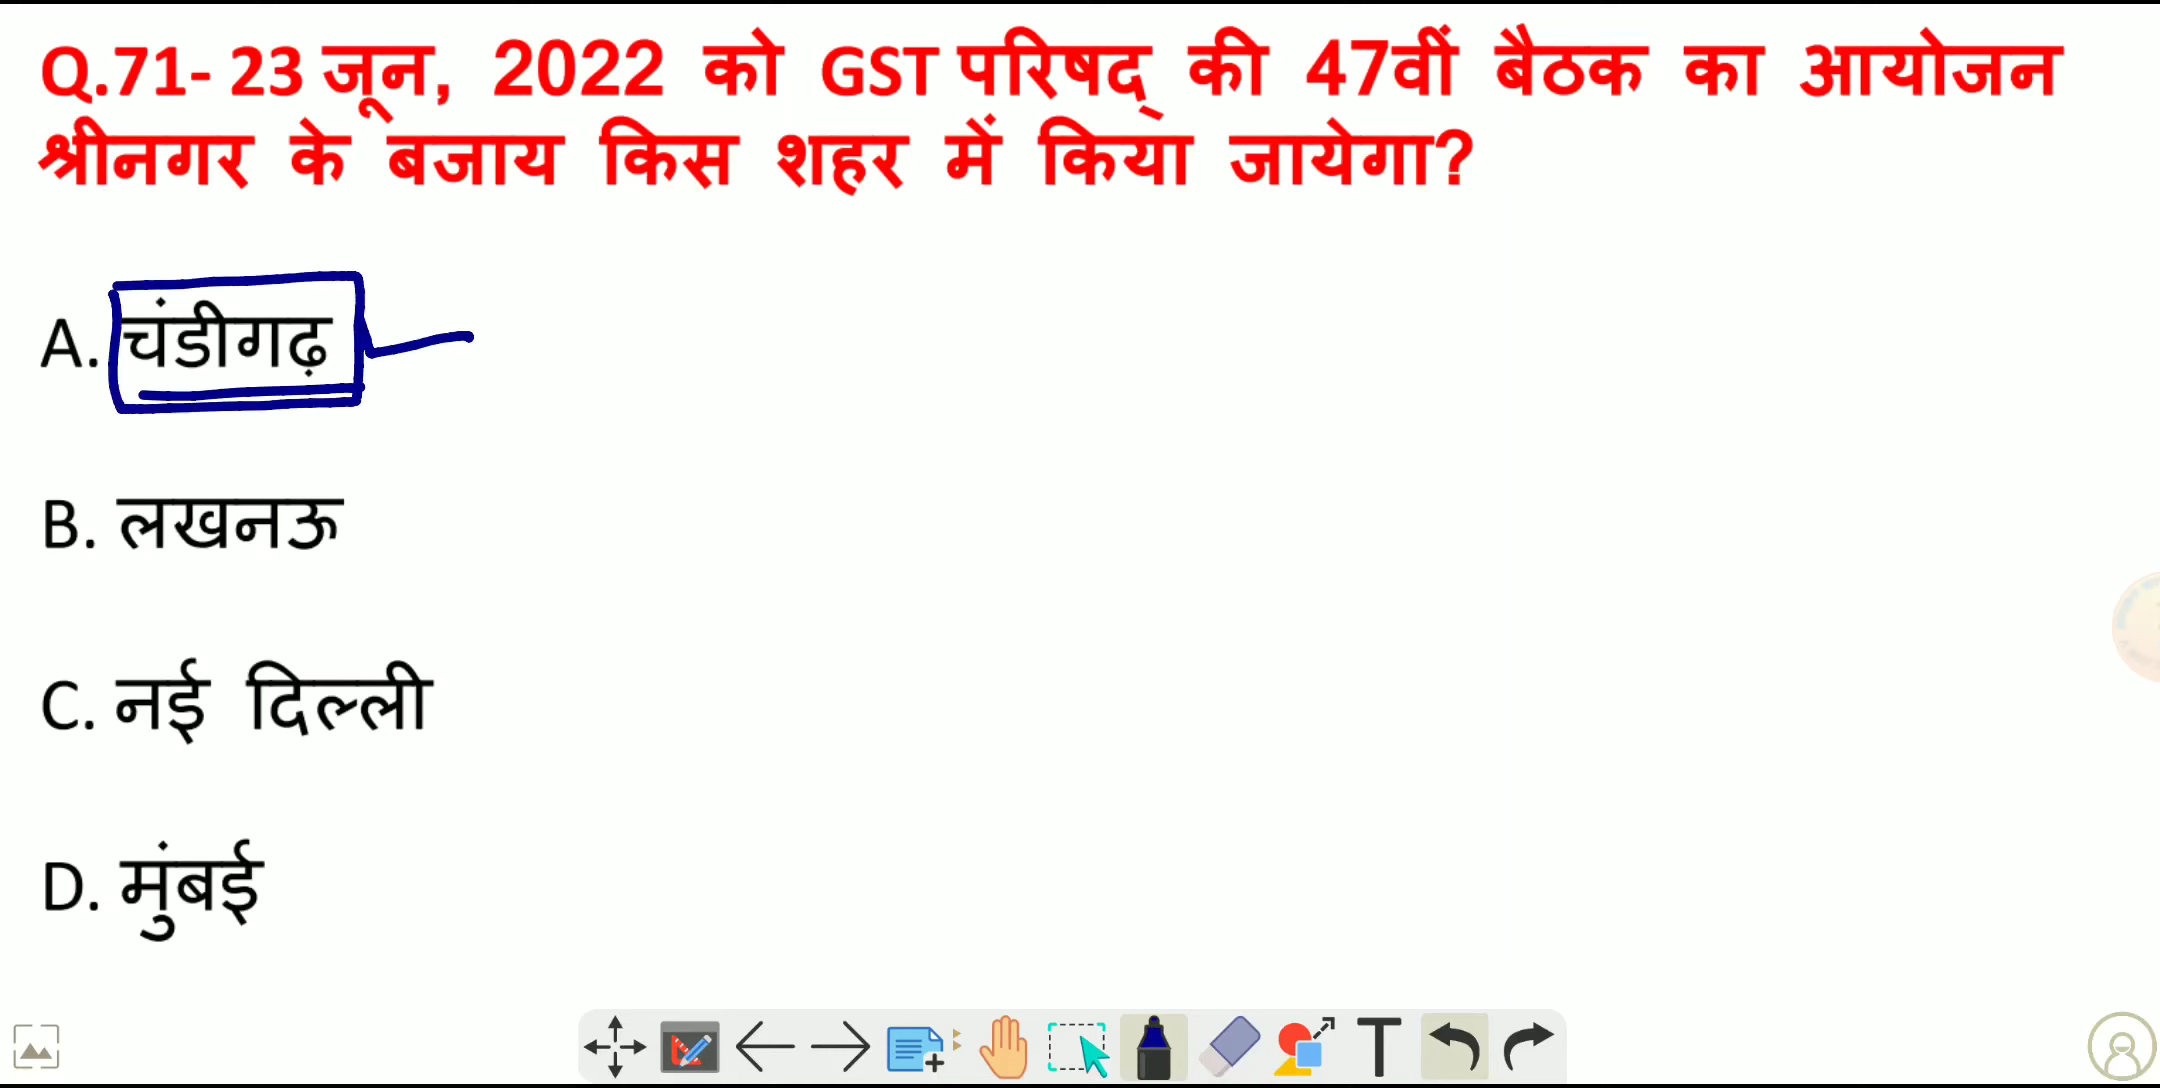 Q.71- 23 जून, 2022 को GST परिषद् की 47वीं बैठक का आयोजन
श्रीनगर के बजाय किस शहर में किया जायेगा?
A. चंडीगढ़
B. लखनऊ
C. नई दिल्ली
D. मुंबई